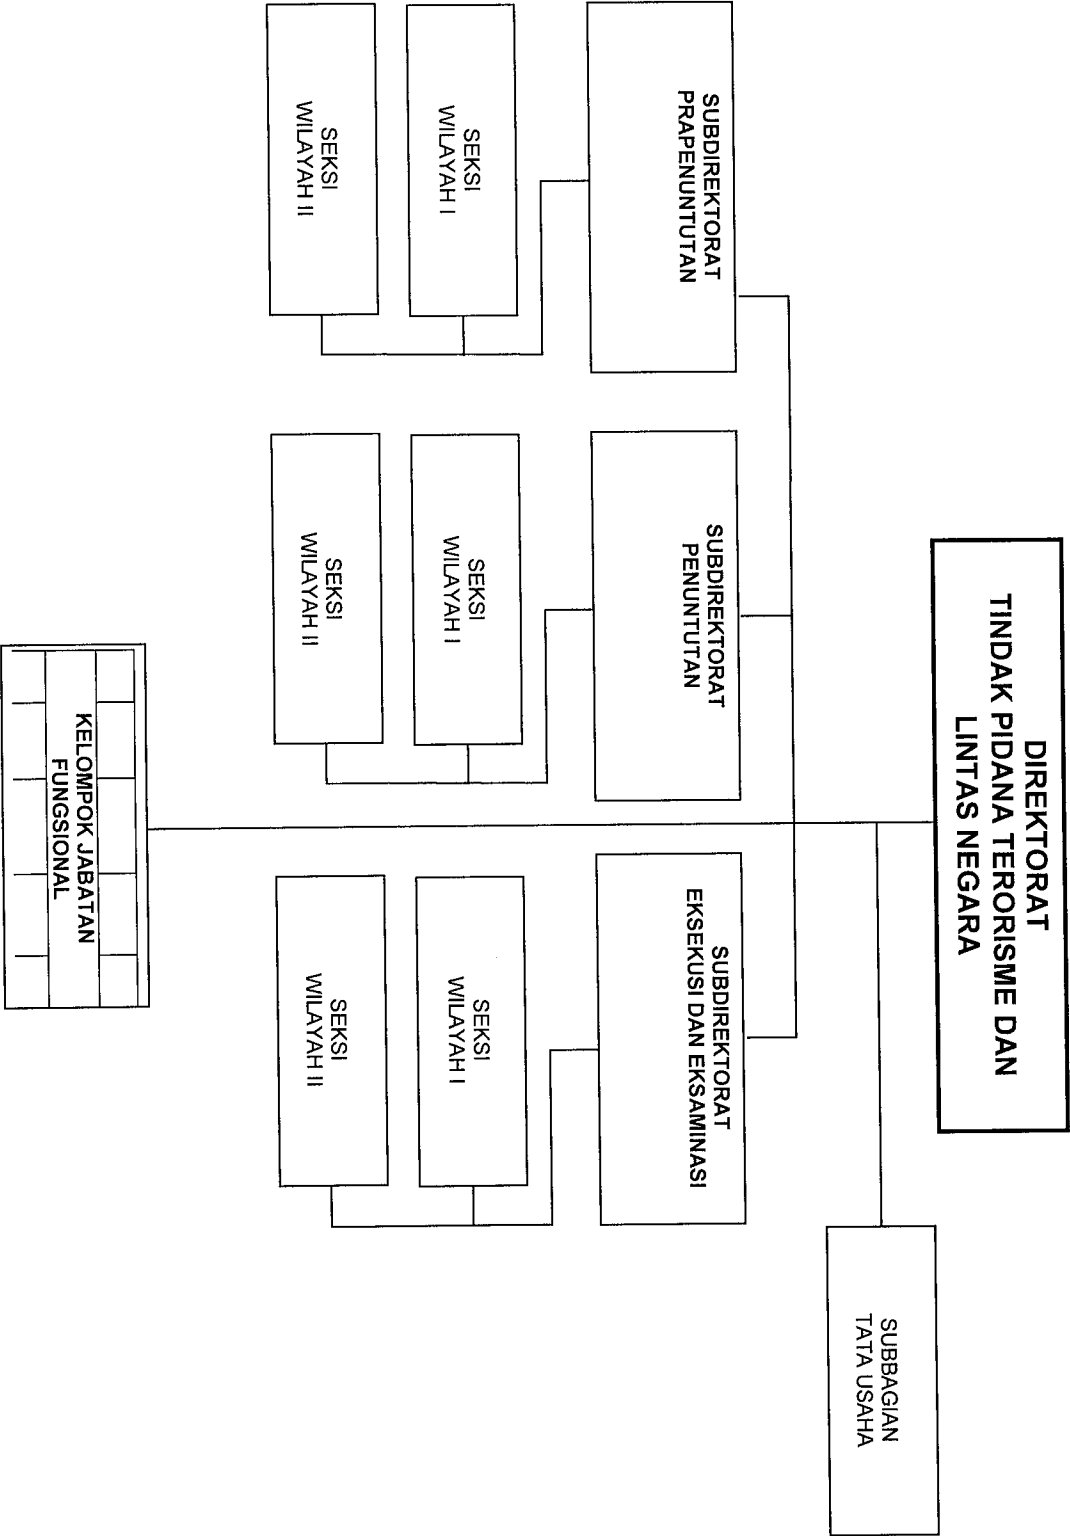 DIREKTORAT
TINDAK PIDANA TERORISME DAN
LINTAS NEGARA
SUBBAGIAN
TATA USAHA
SUBDIREKTORAT
PRAPENUNTUTAN
SUBDIREKTORAT
PENUNTUTAN
SUBDIREKTORAT
EKSEKUSI DAN EKSAMINASI
SEKSI
WILAYAH I
SEKSI
WILAYAH I
SEKSI
WILAYAH I
SEKSI
WILAYAH II
SEKSI
WILAYAH II
SEKSI
WILAYAH II
KELOMPOK JABATAN
FUNGSIONAL